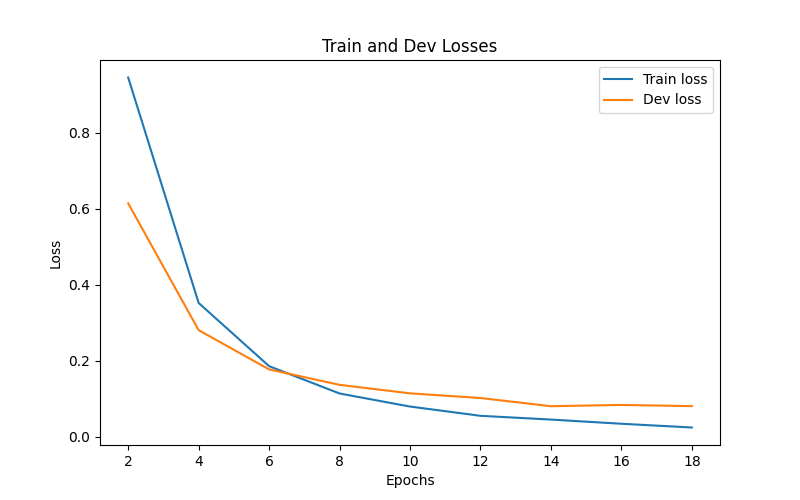 Train and Dev Losses
Train loss
Dev loss
0.8
0.6
0.4
0.2
0.0
Loss
2 4 6 8 10 12 14 16 18
Epochs